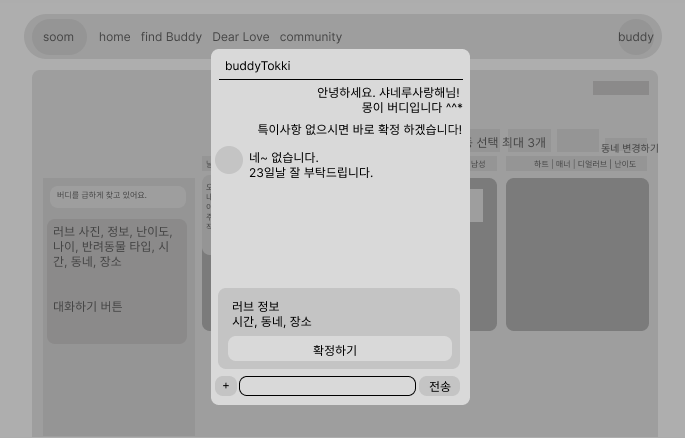 soom
home
find Buddy
Dear Love
community
buddy
buddyTokki
안녕하세요. 샤네루사랑해님!
몽이 버디입니다 ^^*
특이사항 없으시면 바로 확정 하겠습니다!
네~ 없습니다.
23일날 잘 부탁드립니다.
선택 최대 3개
동네 변경하기
남성
하트 | 매너 | 디얼러브 | 난이도
버디를 급하게 찾고 있어요.
러브 사진, 정보, 난이도,
나이, 반려동물 타입, 시
간, 동네, 장소
대화하기 버튼
러브 정보
시간, 동네, 장소
확정하기
+
전송